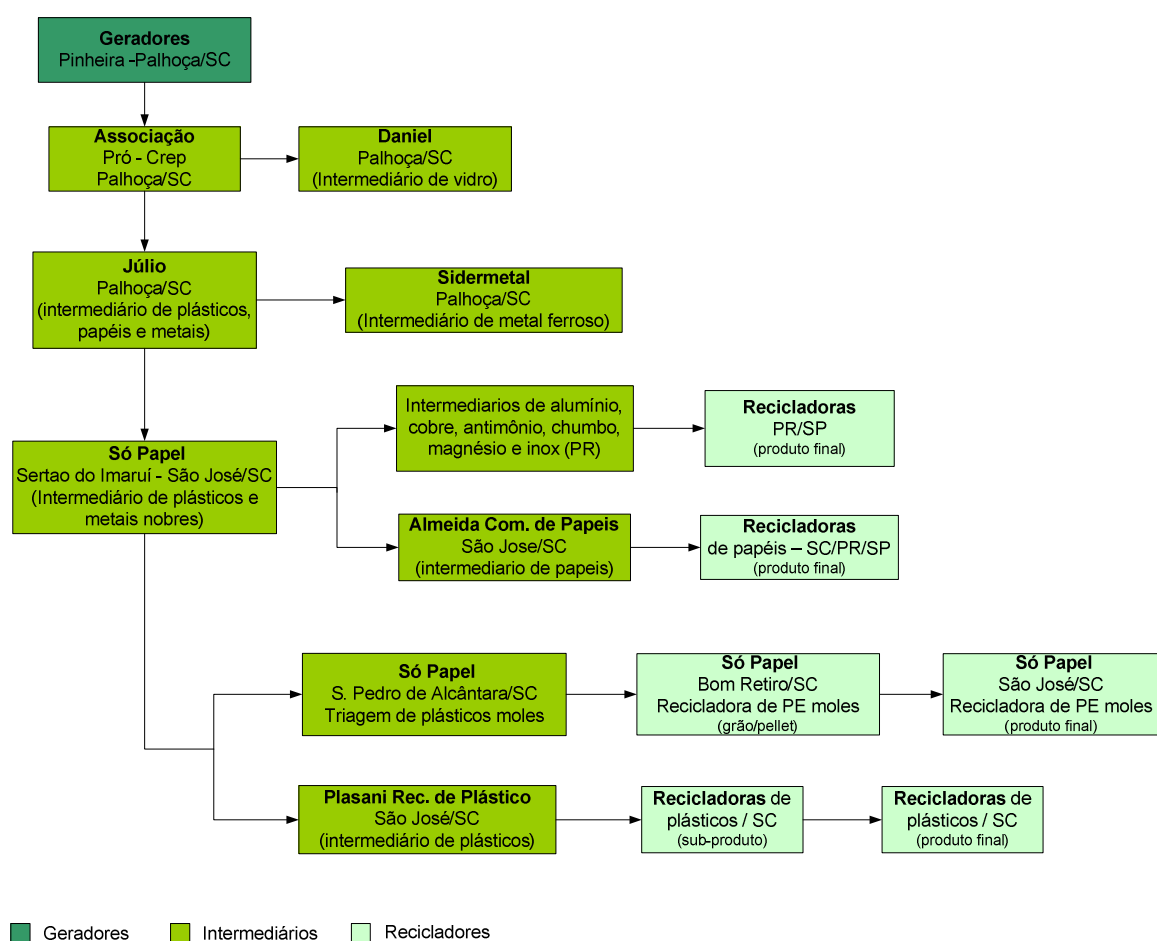 Geradores
Pinheira -Palhoça/SC
Associação
Pró - Crep
Palhoça/SC
Daniel
Palhoça/SC
(Intermediário de vidro)
Júlio
Palhoça/SC
(intermediário de plásticos,
papéis e metais)
Sidermetal
Palhoça/SC
(Intermediário de metal ferroso)
Intermediarios de alumínio,
cobre, antimônio, chumbo,
magnésio e inox (PR)
Recicladoras
PR/SP
(produto final)
Só Papel
Sertao do Imaruí - São José/SC
(Intermediário de plásticos e
metais nobres)
Almeida Com. de Papeis
São Jose/SC
(intermediario de papeis)
Recicladoras
de papéis – SC/PR/SP
(produto final)
Só Papel
S. Pedro de Alcântara/SC
Triagem de plásticos moles
Só Papel
Bom Retiro/SC
Recicladora de PE moles
(grão/pellet)
Só Papel
São José/SC
Recicladora de PE moles
(produto final)
Plasani Rec. de Plástico
São José/SC
(intermediário de plásticos)
Recicladoras de
plásticos / SC
(sub-produto)
Recicladoras de
plásticos / SC
(produto final)
Geradores
Intermediários
Recicladores